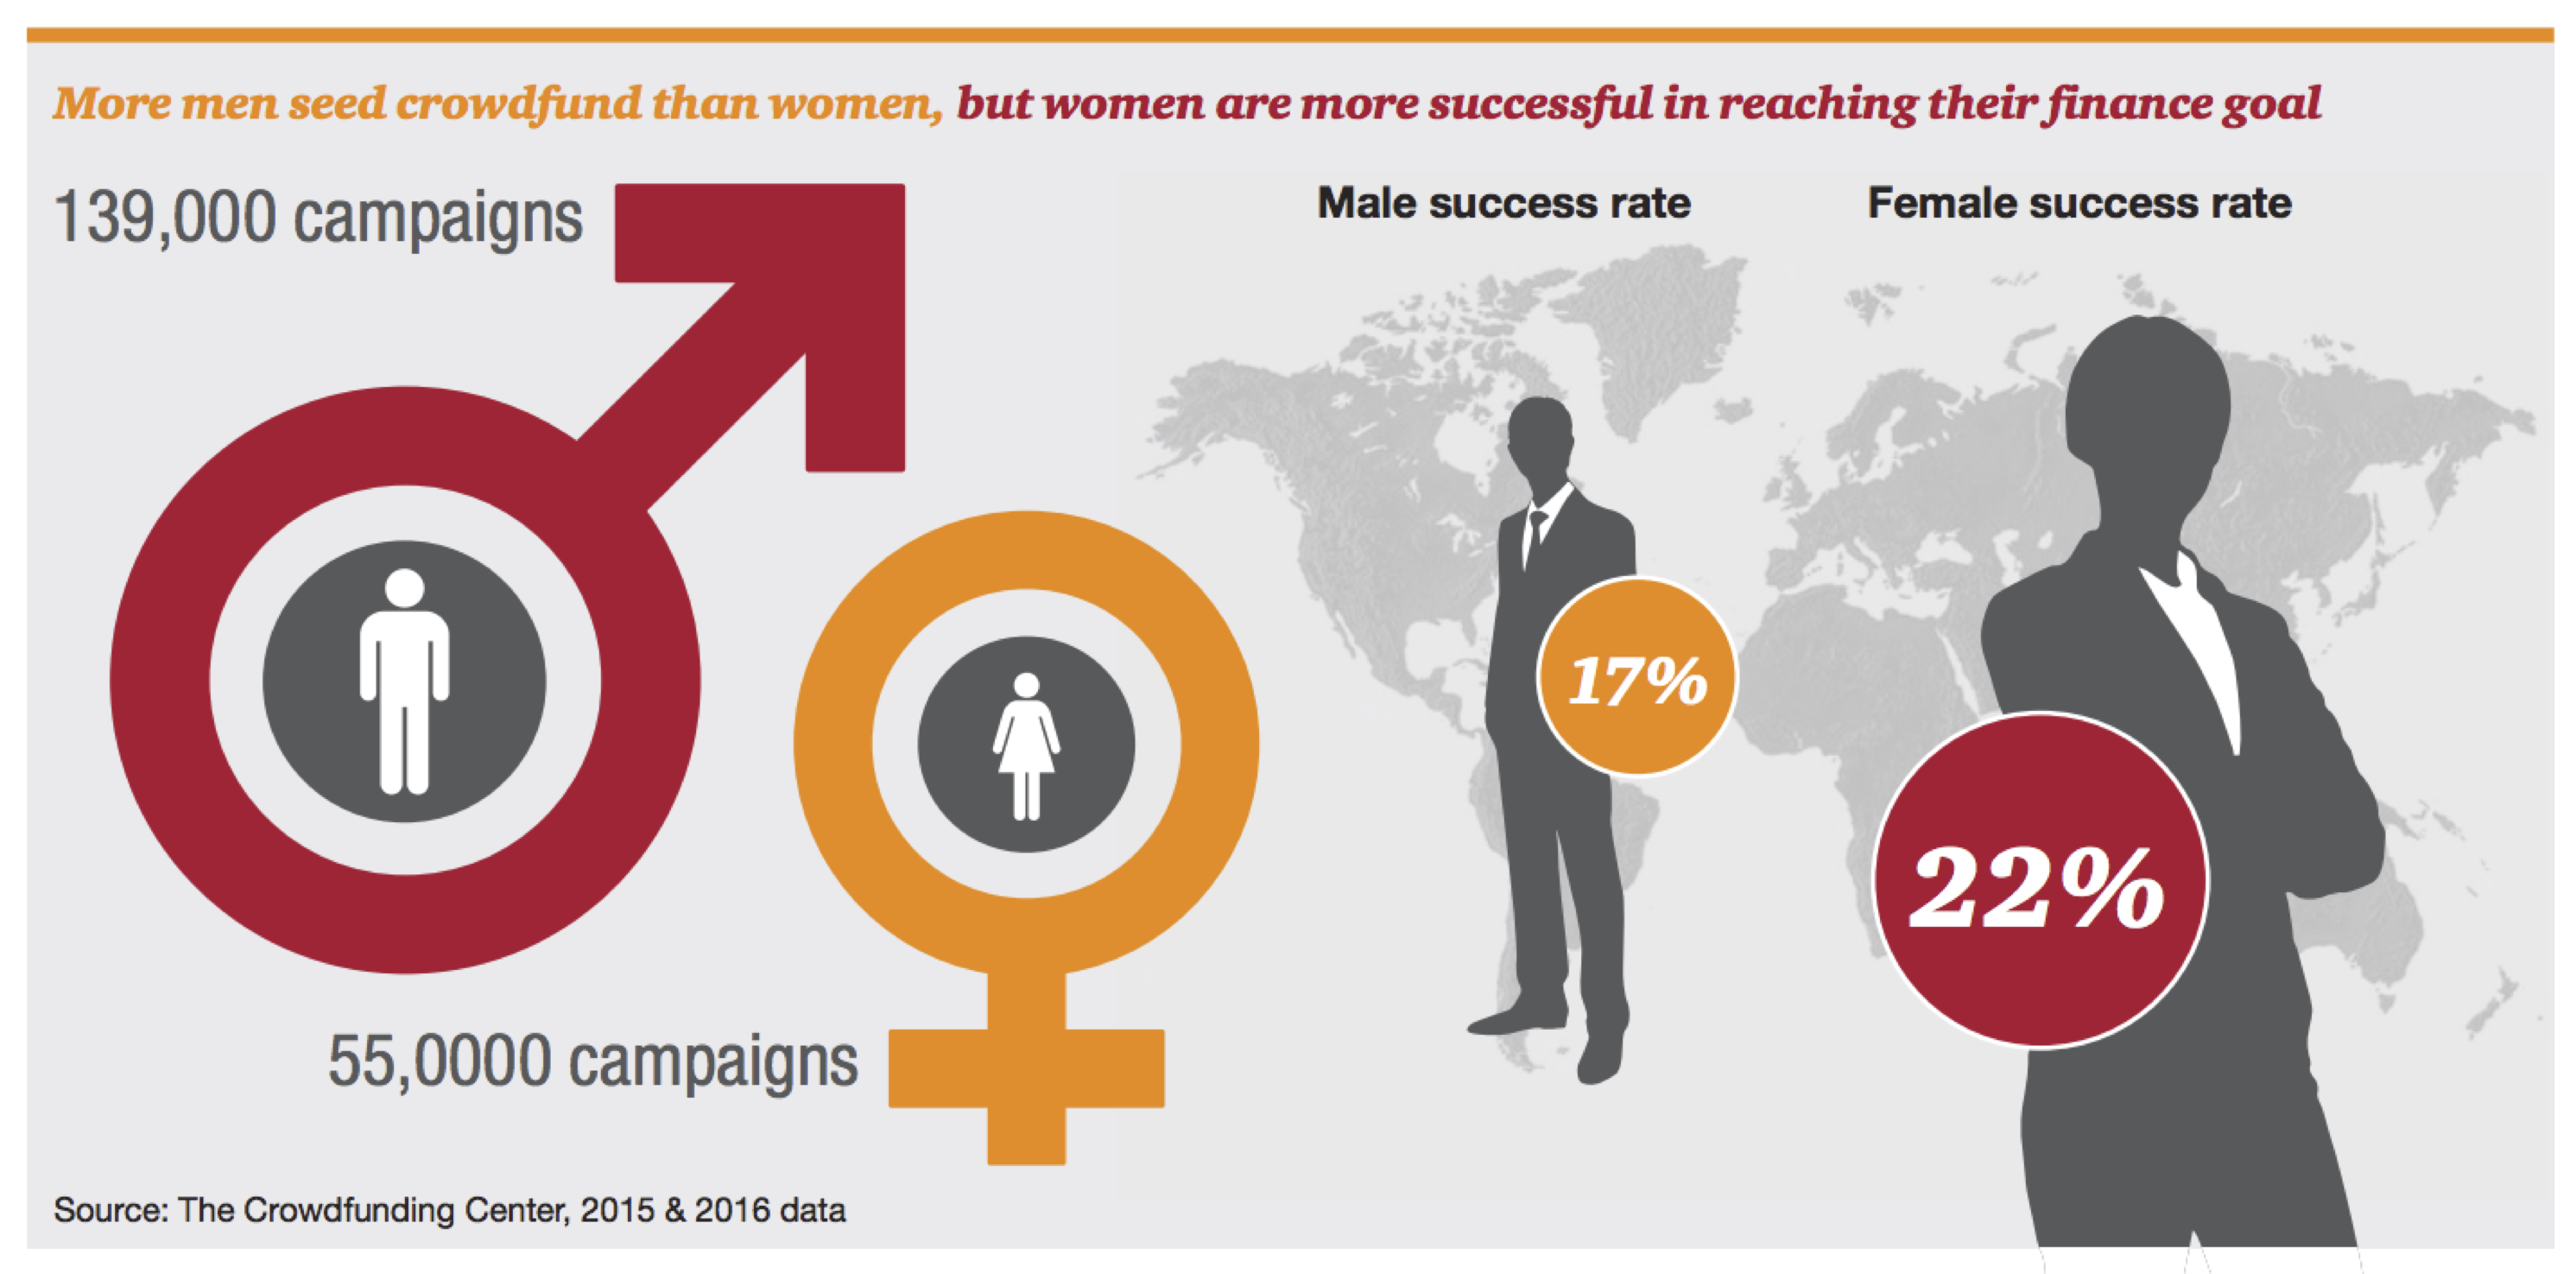 More men seed crowdfund than women, but women are more successful in reaching their finance goal
139,000 campaigns
Male success rate
Female success rate
17%
22%
55,0000 campaigns
Source: The Crowdfunding Center, 2015 & 2016 data